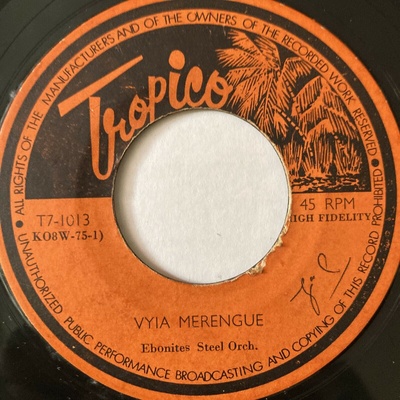 ● ALL RIGHTS OF THE MANUFACTURERS AND OF THE OWNERS OF THE RECORDED WORK RESERVED ●
Tropico
T7-1013
45 RPM
KO8W-75-1)
HIGH FIDELITY
VYIA MERENGUE
Ebonites Steel Orch.
UNAUTHORIZED PUBLIC PERFORMANCE BROADCASTING AND COPYING OF THIS RECORD PROHIBITED